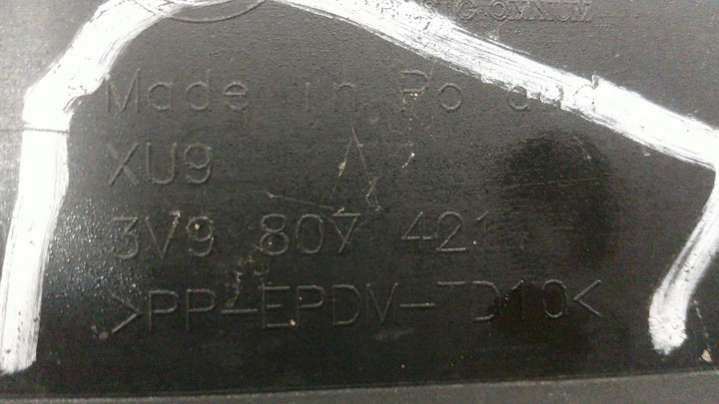 Made in Poland
XU9
3V9 807 421
>PP-EPDM-TD10<